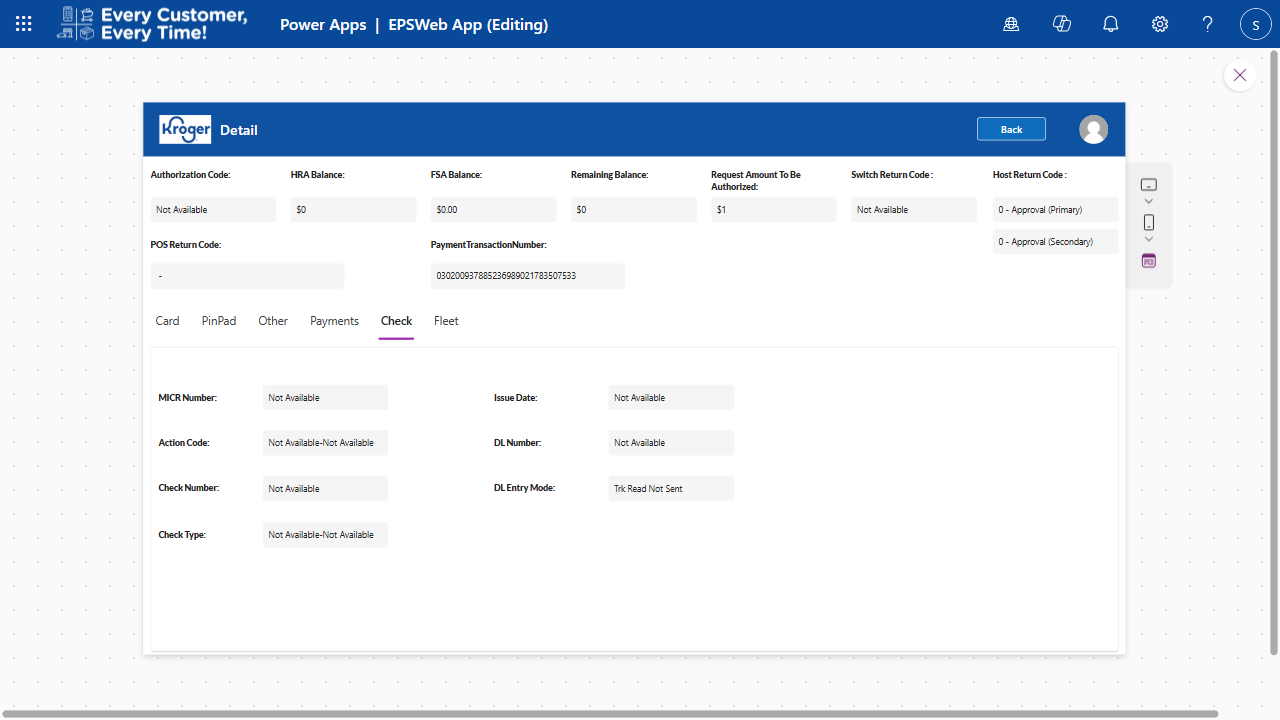 Every Customer,
Every Time!
Power Apps | EPSWeb App (Editing)
S
Kroger
Detail
Back
Authorization Code:
HRA Balance:
FSA Balance:
Remaining Balance:
Request Amount To Be
Authorized:
Switch Return Code :
Host Return Code :
Not Available
$0
$0.00
$0
$1
Not Available
0 - Approval (Primary)
0 - Approval (Secondary)
POS Return Code:
PaymentTransactionNumber:
-
03020093788523698902178350​7533
Card
PinPad
Other
Payments
Check
Fleet
MICR Number:
Not Available
Issue Date:
Not Available
Action Code:
Not Available-Not Available
DL Number:
Not Available
Check Number:
Not Available
DL Entry Mode:
Trk Read Not Sent
Check Type:
Not Available-Not Available